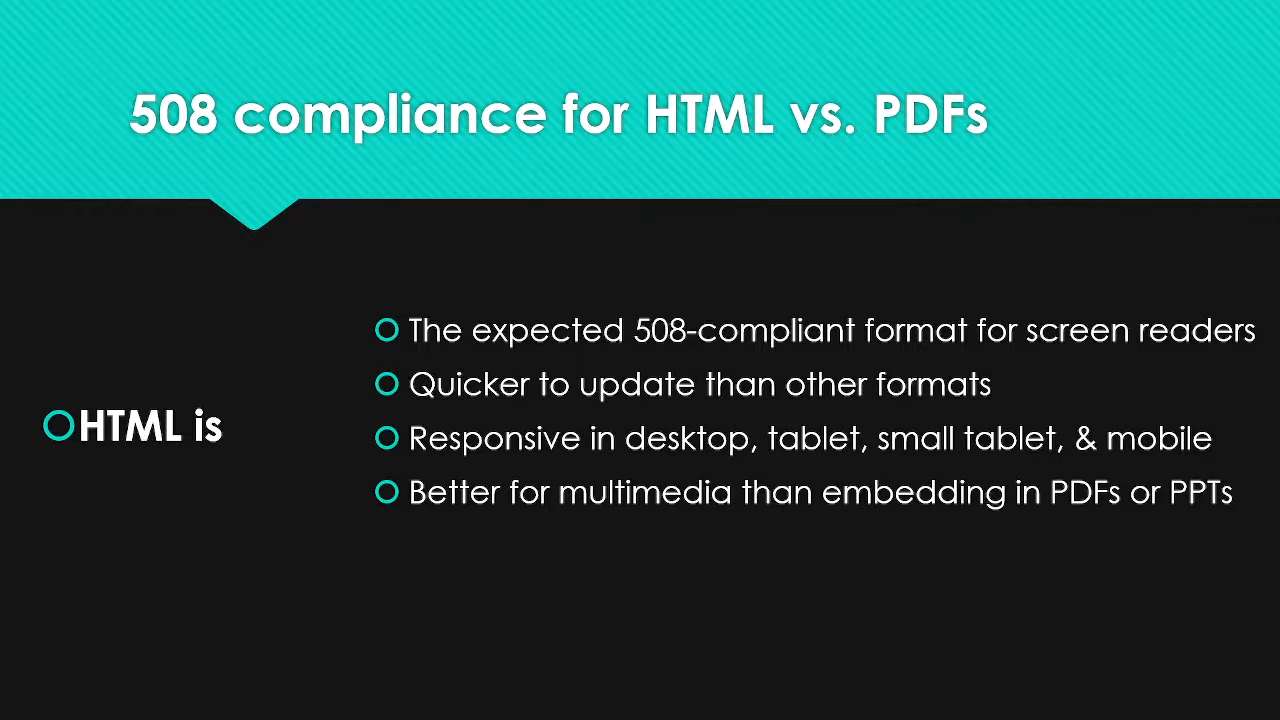 508 compliance for HTML vs. PDFs
HTML is
The expected 508-compliant format for screen readers
Quicker to update than other formats
Responsive in desktop, tablet, small tablet, & mobile
Better for multimedia than embedding in PDFs or PPTs